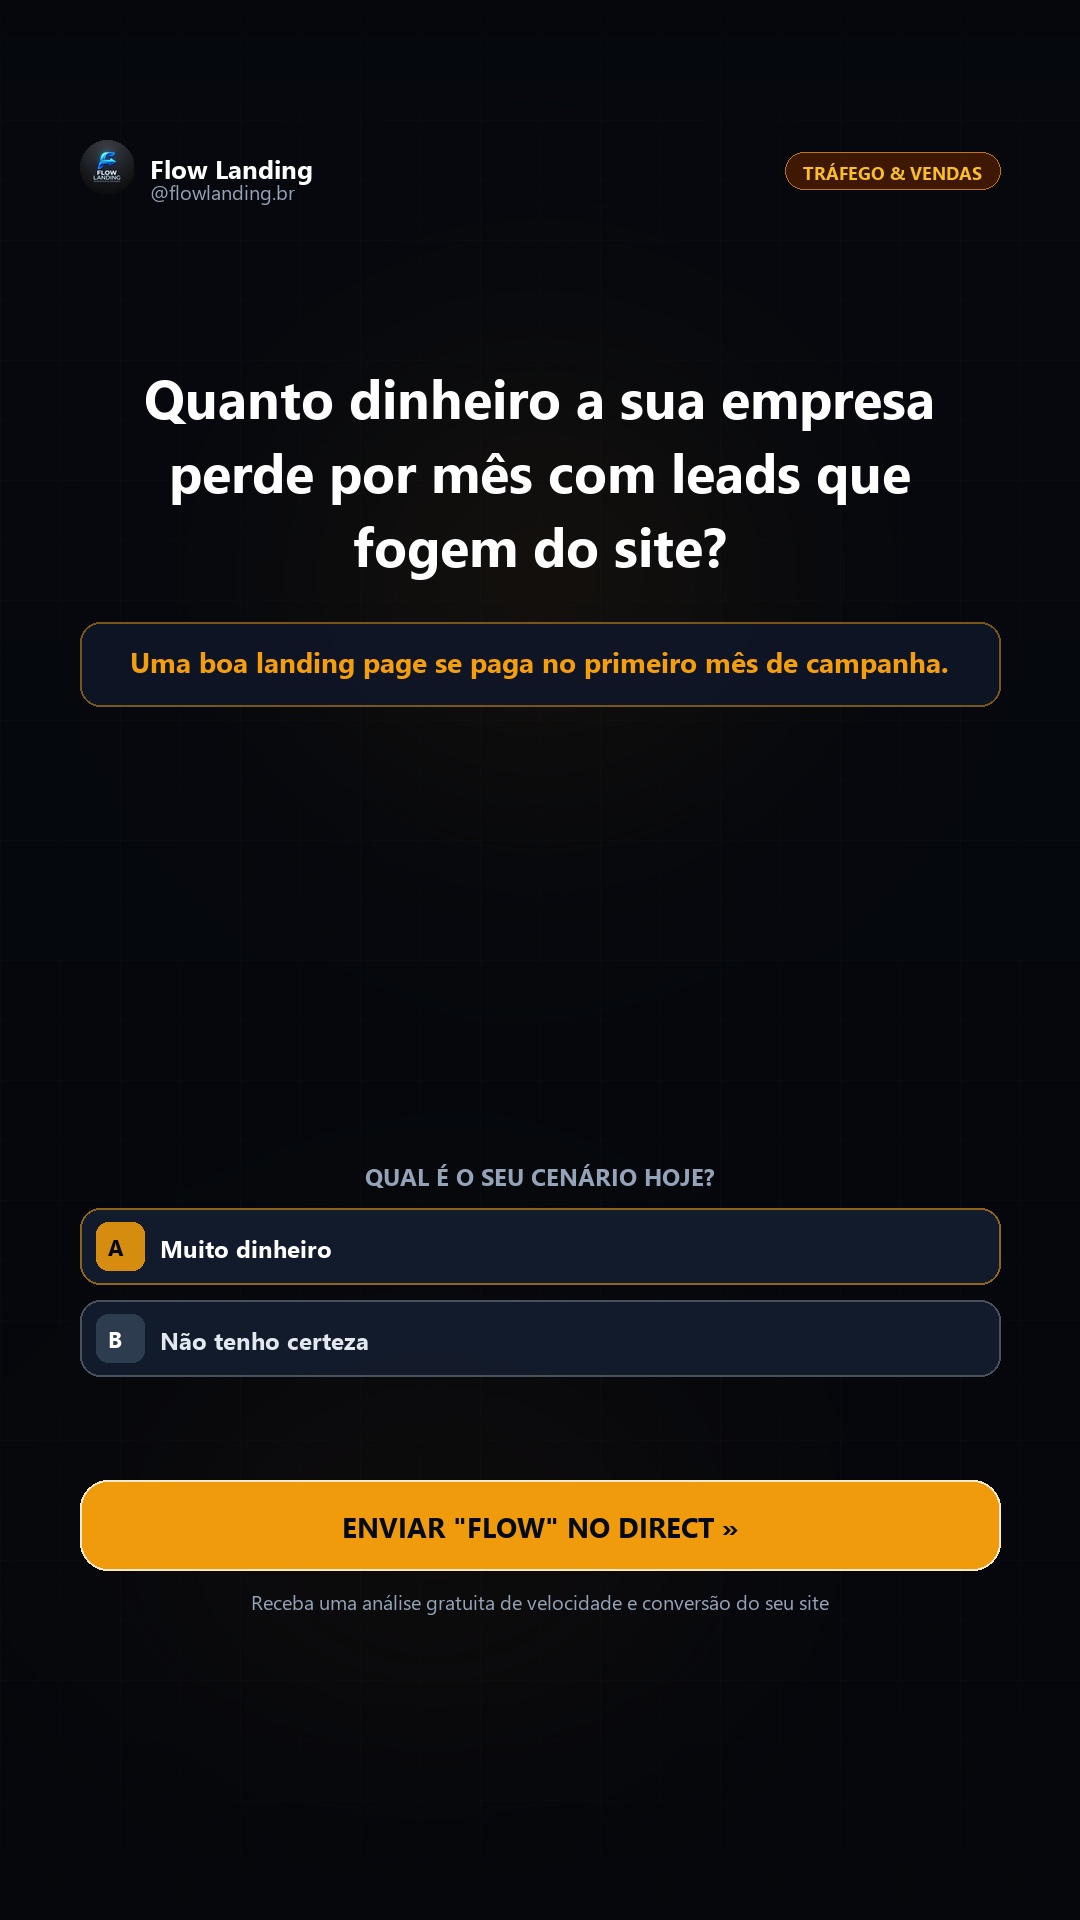 FLOW
LANDING
Flow Landing
@flowlanding.br
TRÁFEGO & VENDAS
Quanto dinheiro a sua empresa
perde por mês com leads que
fogem do site?
Uma boa landing page se paga no primeiro mês de campanha.
QUAL É O SEU CENÁRIO HOJE?
A Muito dinheiro
B Não tenho certeza
ENVIAR "FLOW" NO DIRECT »
Receba uma análise gratuita de velocidade e conversão do seu site